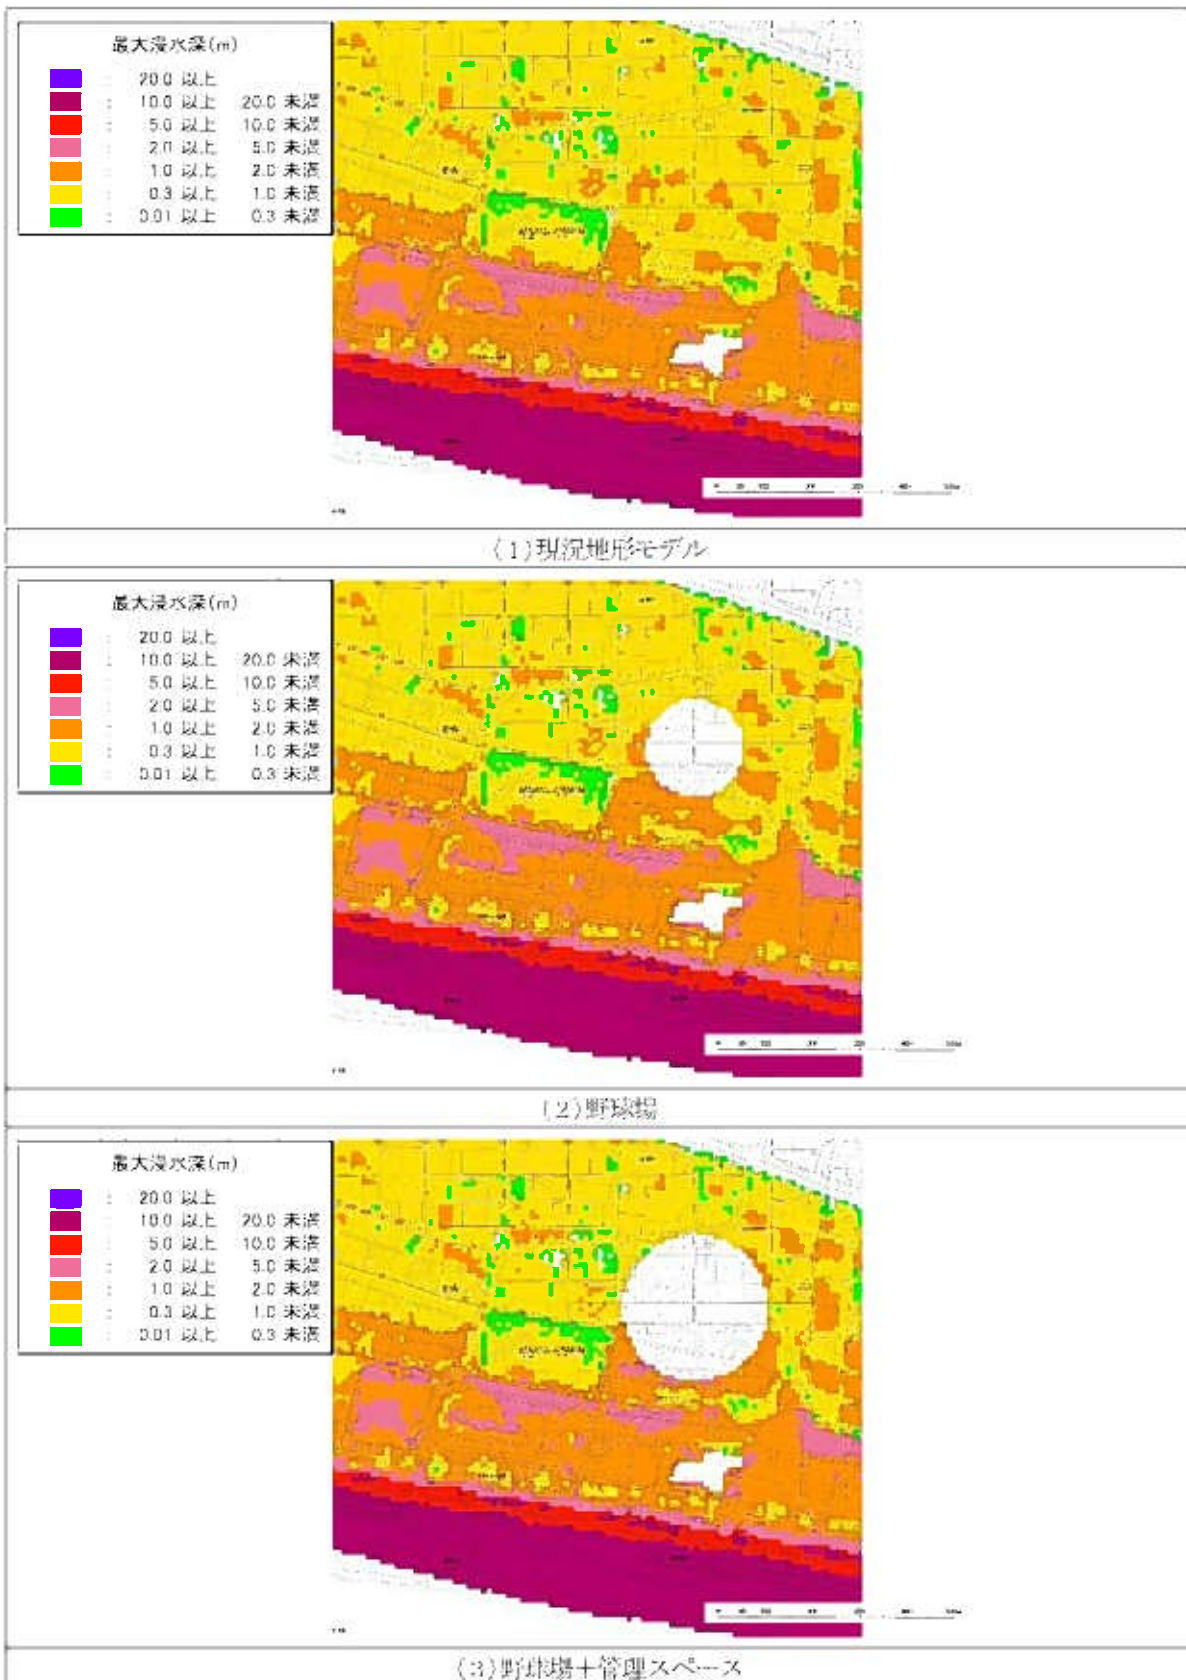 最大浸水深(m)
: 20.0 以上
: 10.0 以上 20.0 未満
: 5.0 以上 10.0 未満
: 2.0 以上 5.0 未満
: 1.0 以上 2.0 未満
: 0.3 以上 1.0 未満
: 0.01 以上 0.3 未満
(1)現況地形モデル
最大浸水深(m)
: 20.0 以上
: 10.0 以上 20.0 未満
: 5.0 以上 10.0 未満
: 2.0 以上 5.0 未満
: 1.0 以上 2.0 未満
: 0.3 以上 1.0 未満
: 0.01 以上 0.3 未満
(2)野球場
最大浸水深(m)
: 20.0 以上
: 10.0 以上 20.0 未満
: 5.0 以上 10.0 未満
: 2.0 以上 5.0 未満
: 1.0 以上 2.0 未満
: 0.3 以上 1.0 未満
: 0.01 以上 0.3 未満
(3)野球場+管理スペース